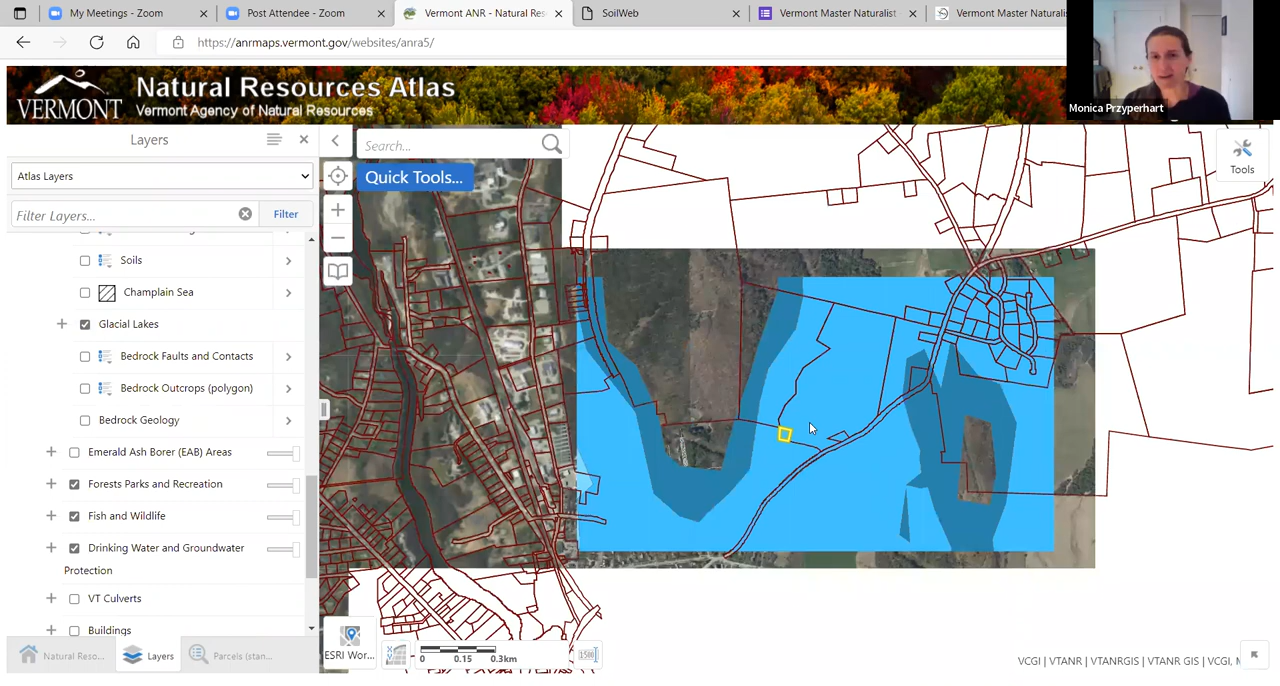 My Meetings - Zoom
Post Attendee - Zoom
Vermont ANR - Natural Res
SoilWeb
Vermont Master Naturalist -
Vermont Master Naturali
https://anrmaps.vermont.gov/websites/anra5/
Monica Przyperhart
VERMONT
Natural Resources Atlas
Vermont Agency of Natural Resources
Layers
Atlas Layers
Filter Layers...
Filter
Soils
Champlain Sea
Glacial Lakes
Bedrock Faults and Contacts
Bedrock Outcrops (polygon)
Bedrock Geology
Emerald Ash Borer (EAB) Areas
Forests Parks and Recreation
Fish and Wildlife
Drinking Water and Groundwater
Protection
VT Culverts
Buildings
Natural Reso...
Layers
Parcels (stan...
Search...
Quick Tools...
Tools
ESRI Wor...
0 0.15 0.3km
VCGI | VTANR | VTANRGIS | VTANR GIS | VCGI,